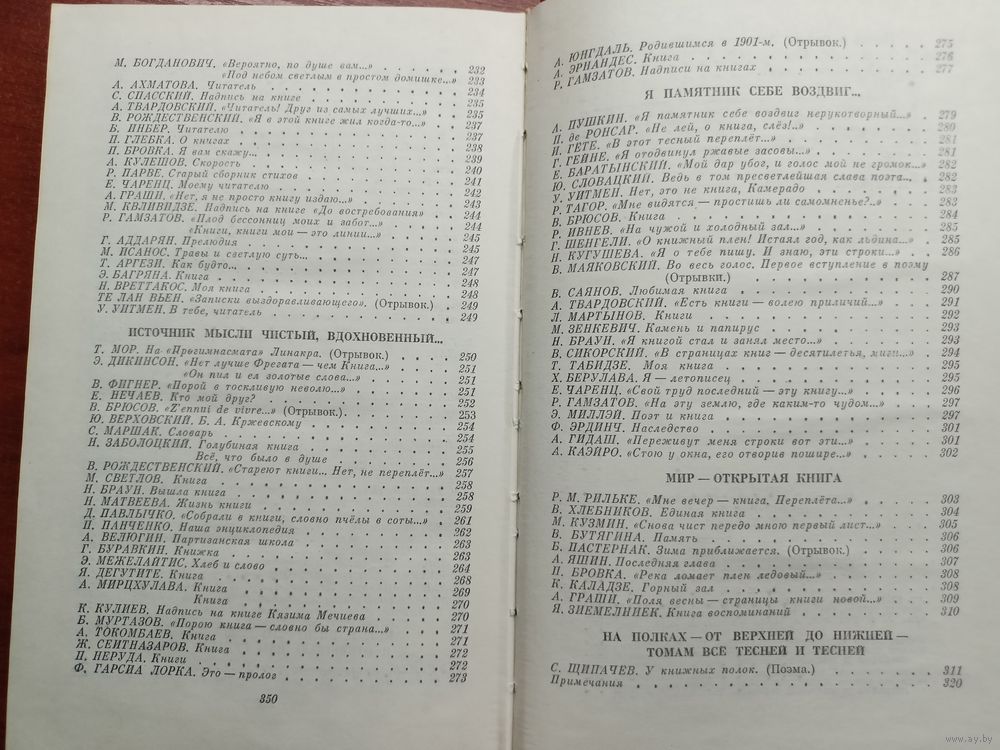 М. БОГДАНОВИЧ. «Вероятно, по душе вам...» 232
«Под небом светлым в простом домишке...» 233
А. АХМАТОВА. Читатель 234
С. СПАССКИЙ. Надпись на книге 235
А. ТВАРДОВСКИЙ. «Читатель! Друг из самых лучших...» 235
В. РОЖДЕСТВЕНСКИЙ. «Я в этой книге жил когда-то...» 237
В. ИНБЕР. Читателю 237
П. ГЛЕБКА. О книгах 238
П. БРОВКА. Я вам скажу... 239
А. КУЛЕШОВ. Скорость 240
Р. ПАРВЕ. Старый сборник стихов 241
Е. ЧАРЕНЦ. Моему читателю 242
А. ГРАШИ. «Нет, я не просто книгу издаю...» 243
М. КВЛИВИДЗЕ. Надпись на книге «До востребования» 244
Р. ГАМЗАТОВ. «Плод бессонниц моих и забот...» 244
«Книги, книги мои — это линии...» 245
Г. АДДАРЯН. Прелюдия 245
М. ИСАНОС. Травы и светлую суть... 247
Т. АРГЕЗИ. Как будто... 247
Э. БАГРЯНА. Книга 248
Н. ВРЕТТАКОС. Моя книга 248
ТЕ ЛАН ВЬЕН. «Записки выздоравливающего». (Отрывок.) 249
У. УИТМЕН. В тебе, читатель 249
ИСТОЧНИК МЫСЛИ ЧИСТЫЙ, ВДОХНОВЕННЫЙ...
Т. МОР. На «Прогимнасмата» Линакра. (Отрывок.) 250
Э. ДИКИНСОН. «Нет лучше Фрегата — чем Книга...» 251
«Он пил и ел золотые слова...» 251
В. ФИГНЕР. «Порой в тоскливую неволю...» 251
Е. НЕЧАЕВ. Кто мой друг? 252
В. БРЮСОВ. «Z'ennui de vivre...» (Отрывок.) 253
Ю. ВЕРХОВСКИЙ. Б. А. Кржевскому 254
С. МАРШАК. Словарь 254
Н. ЗАБОЛОЦКИЙ. Голубиная книга 255
Всё, что было в душе 256
В. РОЖДЕСТВЕНСКИЙ. «Стареют книги... Нет, не переплёт...» 257
М. СВЕТЛОВ. Книга 258
Н. БРАУН. Вышла книга 258
Н. МАТВЕЕВА. Жизнь книги 259
Д. ПАВЛЫЧКО. «Собрали в книги, словно пчёлы в соты...» 261
П. ПАНЧЕНКО. Наша энциклопедия 262
А. ВЕЛЮГИН. Партизанская школа 263
Г. БУРАВКИН. Книжка 263
Э. МЕЖЕЛАЙТИС. Хлеб и слово 264
Я. ДЕГУТИТЕ. Книга 268
А. МИРЦХУЛАВА. Книга 269
Книга 270
К. КУЛИЕВ. Надпись на книге Кязима Мечиева 270
Б. МУРТАЗОВ. «Порою книга — словно бы страна...» 271
А. ТОКОМБАЕВ. Книга 271
Ж. СЕИТНАЗАРОВ. Книга 272
П. НЕРУДА. Книги 272
Ф. ГАРСИА ЛОРКА. Это — пролог 273
350
А. ЮНГДАЛЬ. Родившимся в 1901-м. (Отрывок.) 275
А. ЭРНАНДЕС. Книга 276
Р. ГАМЗАТОВ. Надписи на книгах 277
Я ПАМЯТНИК СЕБЕ ВОЗДВИГ...
А. ПУШКИН. «Я памятник себе воздвиг нерукотворный...» 279
П. де РОНСАР. «Не лей, о книга, слёз!..» 280
И. ГЕТЕ. «В этот тесный переплёт...» 281
Г. ГЕЙНЕ. «Я отодвинул ржавые засовы...» 281
Е. БАРАТЫНСКИЙ. «Мой дар убог, и голос мой не громок...» 282
Ю. СЛОВАЦКИЙ. Ведь в том пресветлейшая слава поэта... 282
У. УИТМЕН. Нет, это не книга, Камерадо 283
Р. ТАГОР. «Мне видятся — простишь ли самомненье?..» 283
В. БРЮСОВ. Книга 284
Р. ИВНЕВ. «На чужой и холодный зал...» 285
Г. ШЕНГЕЛИ. «О книжный плен! Истаял год, как льдина...» 285
Н. КУГУШЕВА. «Я о тебе пишу. И знаю, эти строки...» 286
В. МАЯКОВСКИЙ. Во весь голос. Первое вступление в поэму
(Отрывки.) 287
В. САЯНОВ. Любимая книга 290
А. ТВАРДОВСКИЙ. «Есть книги — волею приличий...» 291
Л. МАРТЫНОВ. Книги 292
М. ЗЕНКЕВИЧ. Камень и папирус 293
Н. БРАУН. «Я книгой стал и занял место...» 293
В. СИКОРСКИЙ. «В страницах книг — десятилетья, миги...» 294
Т. ТАБИДЗЕ. Моя книга 295
Х. БЕРУЛАВА. Я — летописец 295
Е. ЧАРЕНЦ. «Свой труд последний — эту книгу...» 296
Р. ГАМЗАТОВ. «На эту землю, где каким-то чудом...» 297
Э. МИЛЛЭЙ. Поэт и книга 297
Ф. ЭРДИНЧ. Наследство 301
А. ГИДАШ. «Переживут меня строки вот эти...» 301
А. КАЭЙРО. «Стою у окна, его отворив пошире...» 302
МИР — ОТКРЫТАЯ КНИГА
Р. М. РИЛЬКЕ. «Мне вечер — книга. Переплёта...» 303
В. ХЛЕБНИКОВ. Единая книга 304
М. КУЗМИН. «Снова чист передо мною первый лист...» 305
В. БУТЯГИНА. Память 306
Б. ПАСТЕРНАК. Зима приближается. (Отрывок.) 306
А. ЯШИН. Последняя глава 307
П. БРОВКА. «Река ломает плен ледовый...» 308
К. КАЛАДЗЕ. Горный зал 308
А. ГРАШИ. «Поля весны — страницы книги новой...» 309
Я. ЗИЕМЕЛНИЕК. Книга воспоминаний 310
НА ПОЛКАХ — ОТ ВЕРХНЕЙ ДО НИЖНЕЙ —
ТОМАМ ВСЁ ТЕСНЕЙ И ТЕСНЕЙ
С. ЩИПАЧЕВ. У книжных полок. (Поэма.) 311
Примечания 320
www.ay.by